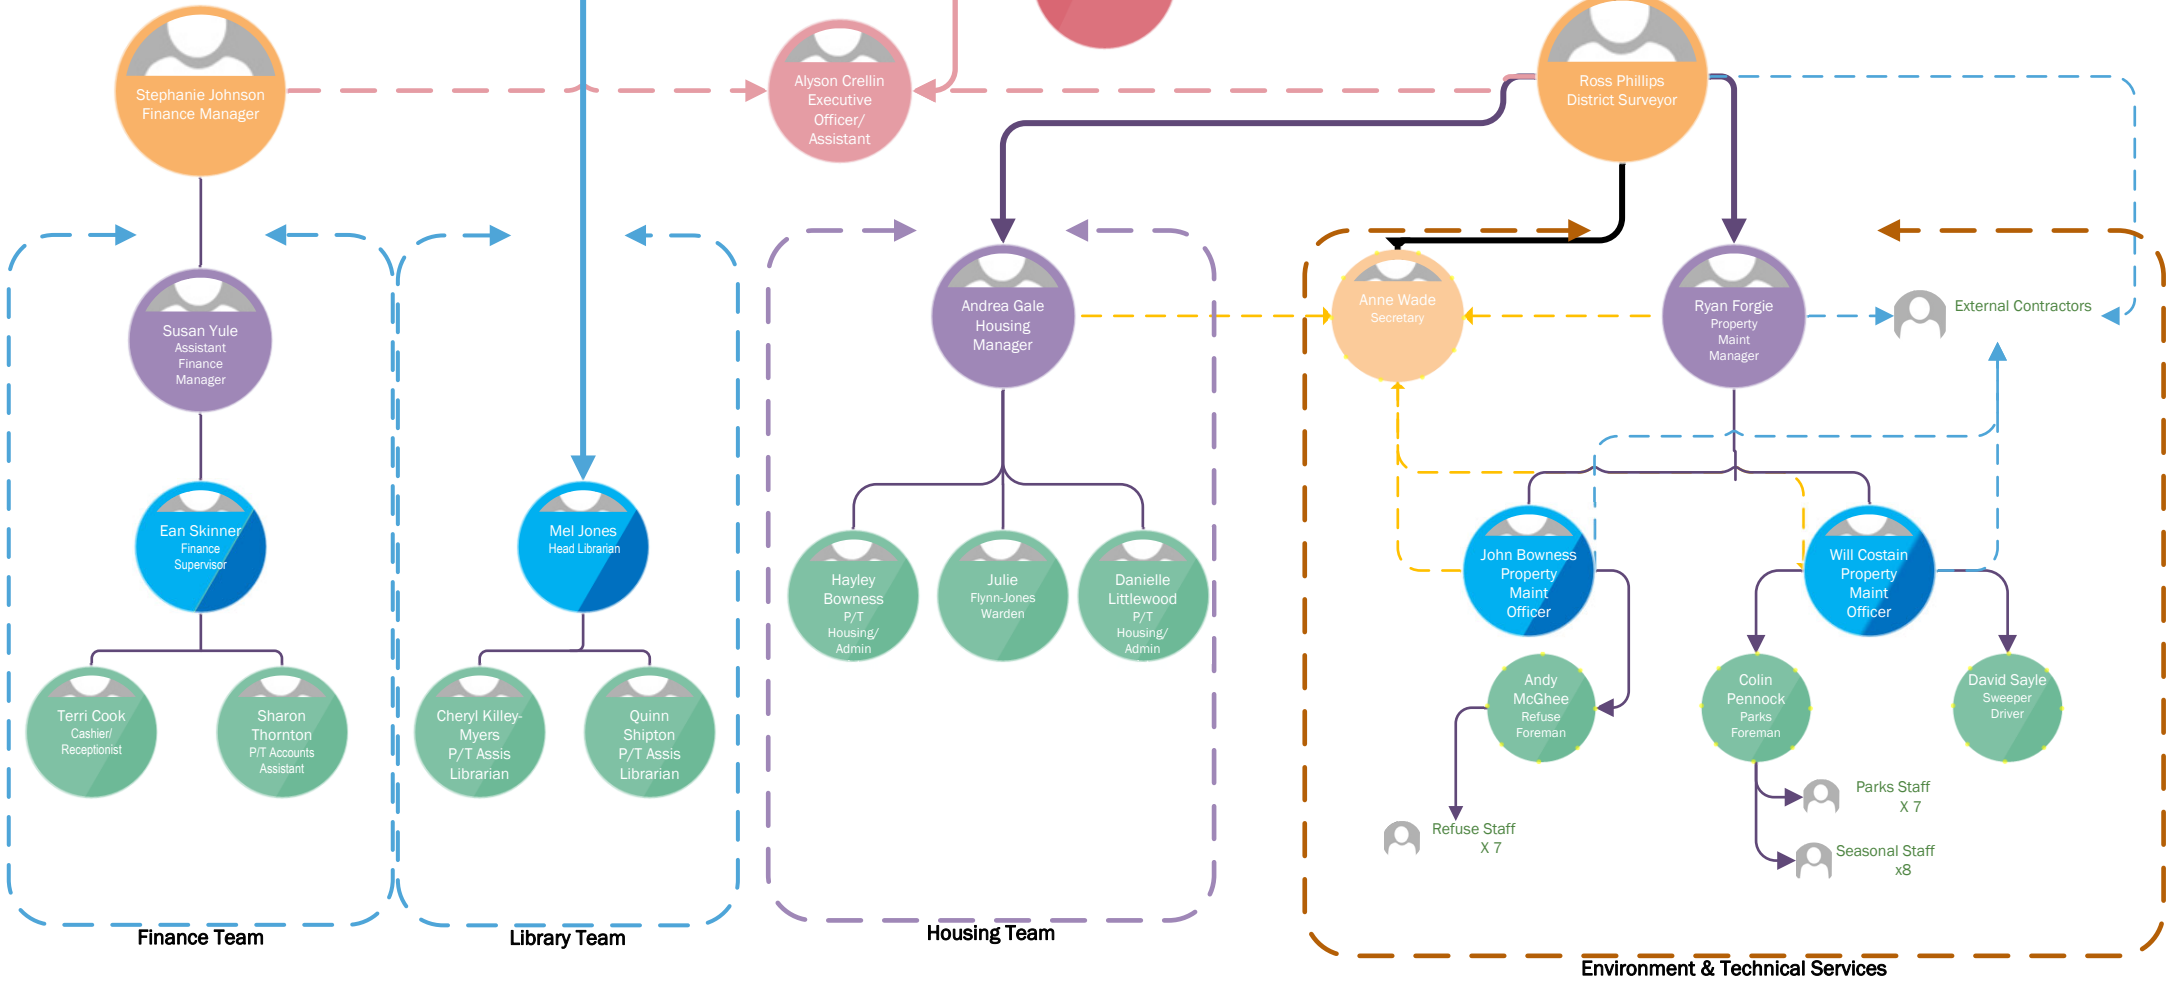 Stephanie Johnson
Finance Manager
Alyson Crellin
Executive
Officer/
Assistant
Ross Phillips
District Surveyor
Susan Yule
Assistant
Finance
Manager
Andrea Gale
Housing
Manager
Anne Wade
Secretary
Ryan Forgie
Property
Maint
Manager
External Contractors
Ean Skinner
Finance
Supervisor
Mel Jones
Head Librarian
Hayley
Bowness
P/T
Housing/
Admin
Julie
Flynn-Jones
Warden
Danielle
Littlewood
P/T
Housing/
Admin
John Bowness
Property
Maint
Officer
Will Costain
Property
Maint
Officer
Terri Cook
Cashier/
Receptionist
Sharon
Thornton
P/T Accounts
Assistant
Cheryl Killey-
Myers
P/T Assis
Librarian
Quinn
Shipton
P/T Assis
Librarian
Andy
McGhee
Refuse
Foreman
Colin
Pennock
Parks
Foreman
David Sayle
Sweeper
Driver
Parks Staff
X 7
Refuse Staff
X 7
Seasonal Staff
x8
Finance Team
Library Team
Housing Team
Environment & Technical Services